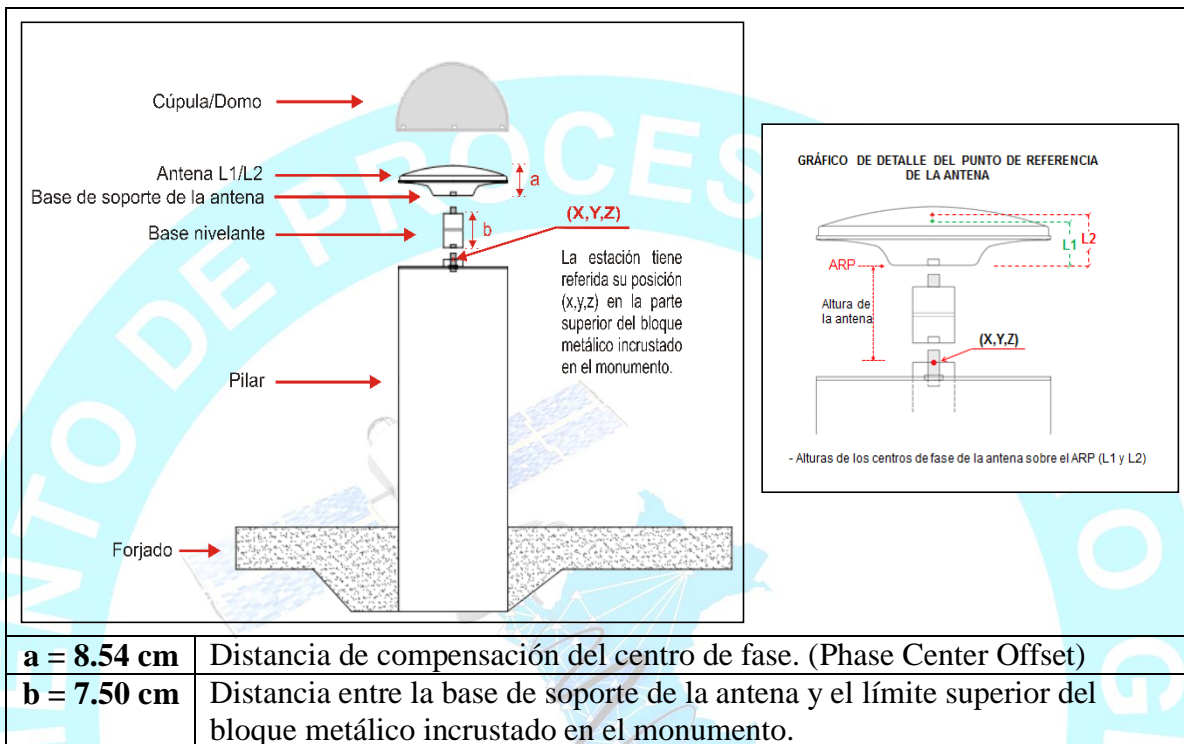 Cúpula/Domo
Antena L1/L2
Base de soporte de la antena
Base nivelante
Pilar
Forjado
a
b
(X,Y,Z)
La estación tiene
referida su posición
(x,y,z) en la parte
superior del bloque
metálico incrustado
en el monumento.
GRÁFICO DE DETALLE DEL PUNTO DE REFERENCIA
DE LA ANTENA
L1
L2
ARP
Altura de
la antena
(X,Y,Z)
- Alturas de los centros de fase de la antena sobre el ARP (L1 y L2)
a = 8.54 cm Distancia de compensación del centro de fase. (Phase Center Offset)
b = 7.50 cm Distancia entre la base de soporte de la antena y el límite superior del
bloque metálico incrustado en el monumento.